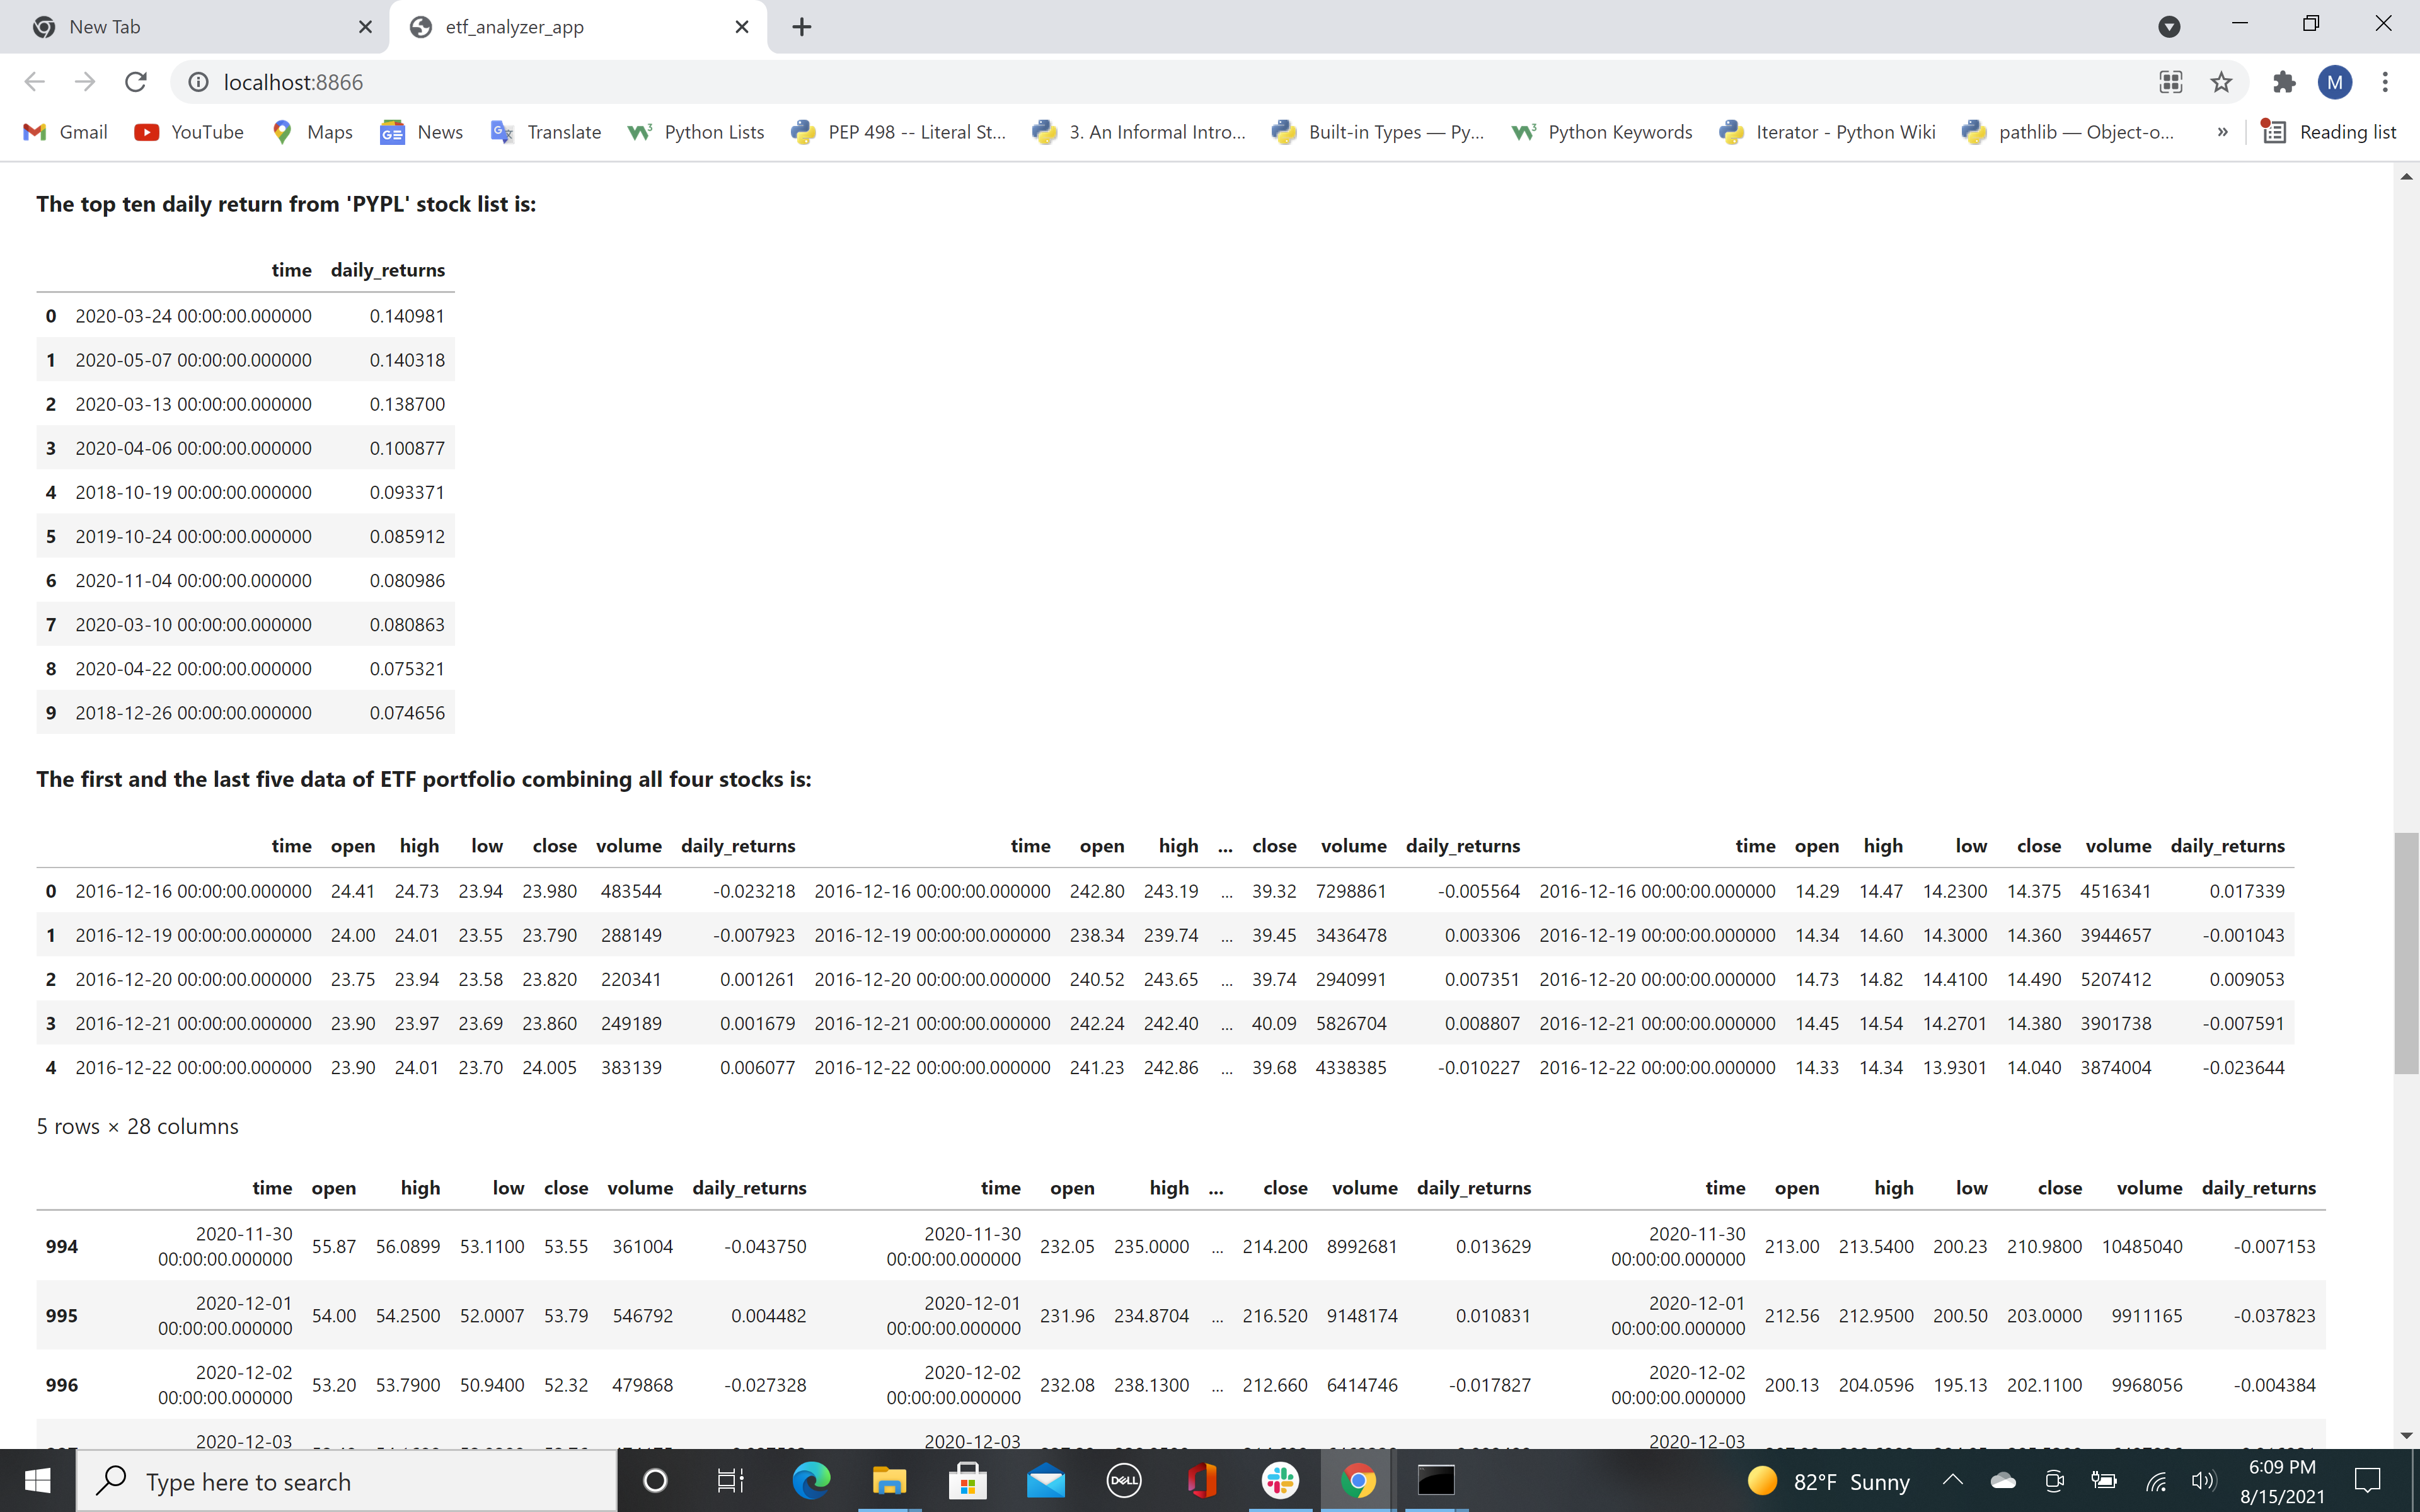 New Tab
etf_analyzer_app
localhost:8866
M
Gmail YouTube Maps News Translate Python Lists PEP 498 -- Literal St... 3. An Informal Intro... Built-in Types — Py... Python Keywords Iterator - Python Wiki pathlib — Object-o... » Reading list
The top ten daily return from 'PYPL' stock list is:
time daily_returns
0 2020-03-24 00:00:00.000000 0.140981
1 2020-05-07 00:00:00.000000 0.140318
2 2020-03-13 00:00:00.000000 0.138700
3 2020-04-06 00:00:00.000000 0.100877
4 2018-10-19 00:00:00.000000 0.093371
5 2019-10-24 00:00:00.000000 0.085912
6 2020-11-04 00:00:00.000000 0.080986
7 2020-03-10 00:00:00.000000 0.080863
8 2020-04-22 00:00:00.000000 0.075321
9 2018-12-26 00:00:00.000000 0.074656
The first and the last five data of ETF portfolio combining all four stocks is:
time open high low close volume daily_returns time open high ... close volume daily_returns time open high low close volume daily_returns
0 2016-12-16 00:00:00.000000 24.41 24.73 23.94 23.980 483544 -0.023218 2016-12-16 00:00:00.000000 242.80 243.19 ... 39.32 7298861 -0.005564 2016-12-16 00:00:00.000000 14.29 14.47 14.2300 14.375 4516341 0.017339
1 2016-12-19 00:00:00.000000 24.00 24.01 23.55 23.790 288149 -0.007923 2016-12-19 00:00:00.000000 238.34 239.74 ... 39.45 3436478 0.003306 2016-12-19 00:00:00.000000 14.34 14.60 14.3000 14.360 3944657 -0.001043
2 2016-12-20 00:00:00.000000 23.75 23.94 23.58 23.820 220341 0.001261 2016-12-20 00:00:00.000000 240.52 243.65 ... 39.74 2940991 0.007351 2016-12-20 00:00:00.000000 14.73 14.82 14.4100 14.490 5207412 0.009053
3 2016-12-21 00:00:00.000000 23.90 23.97 23.69 23.860 249189 0.001679 2016-12-21 00:00:00.000000 242.24 242.40 ... 40.09 5826704 0.008807 2016-12-21 00:00:00.000000 14.45 14.54 14.2701 14.380 3901738 -0.007591
4 2016-12-22 00:00:00.000000 23.90 24.01 23.70 24.005 383139 0.006077 2016-12-22 00:00:00.000000 241.23 242.86 ... 39.68 4338385 -0.010227 2016-12-22 00:00:00.000000 14.33 14.34 13.9301 14.040 3874004 -0.023644
5 rows × 28 columns
time open high low close volume daily_returns time open high ... close volume daily_returns time open high low close volume daily_returns
2020-11-30 2020-11-30 2020-11-30
994 55.87 56.0899 53.1100 53.55 361004 -0.043750 232.05 235.0000 ... 214.200 8992681 0.013629 213.00 213.5400 200.23 210.9800 10485040 -0.007153
00:00:00.000000 00:00:00.000000 00:00:00.000000
2020-12-01 2020-12-01 2020-12-01
995 54.00 54.2500 52.0007 53.79 546792 0.004482 231.96 234.8704 ... 216.520 9148174 0.010831 212.56 212.9500 200.50 203.0000 9911165 -0.037823
00:00:00.000000 00:00:00.000000 00:00:00.000000
2020-12-02 2020-12-02 2020-12-02
996 53.20 53.7900 50.9400 52.32 479868 -0.027328 232.08 238.1300 ... 212.660 6414746 -0.017827 200.13 204.0596 195.13 202.1100 9968056 -0.004384
00:00:00.000000 00:00:00.000000 00:00:00.000000
2020-12-03 2020-12-03 2020-12-03
Type here to search
DELL
82°F Sunny
6:09 PM
8/15/2021